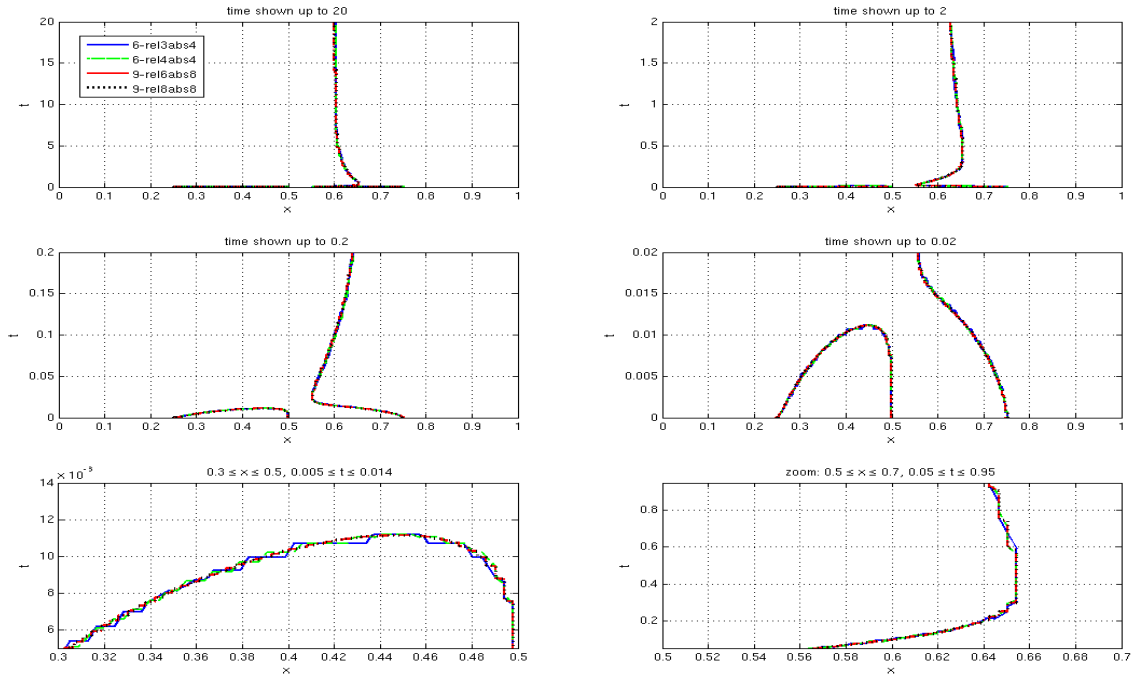 time shown up to 20
20
15
10
5
0
t
6-rel3abs4
6-rel4abs4
9-rel6abs8
9-rel8abs8
0 0.1 0.2 0.3 0.4 0.5 0.6 0.7 0.8 0.9 1
x
time shown up to 2
2
1.5
1
0.5
0
t
0 0.1 0.2 0.3 0.4 0.5 0.6 0.7 0.8 0.9 1
x
time shown up to 0.2
0.2
0.15
0.1
0.05
0
t
0 0.1 0.2 0.3 0.4 0.5 0.6 0.7 0.8 0.9 1
x
time shown up to 0.02
0.02
0.015
0.01
0.005
0
t
0 0.1 0.2 0.3 0.4 0.5 0.6 0.7 0.8 0.9 1
x
0.3 ≤ x ≤ 0.5, 0.005 ≤ t ≤ 0.014
14
12
10
8
6
t
0.3 0.32 0.34 0.36 0.38 0.4 0.42 0.44 0.46 0.48 0.5
x
zoom: 0.5 ≤ x ≤ 0.7, 0.05 ≤ t ≤ 0.95
0.8
0.6
0.4
0.2
t
0.5 0.52 0.54 0.56 0.58 0.6 0.62 0.64 0.66 0.68 0.7
x